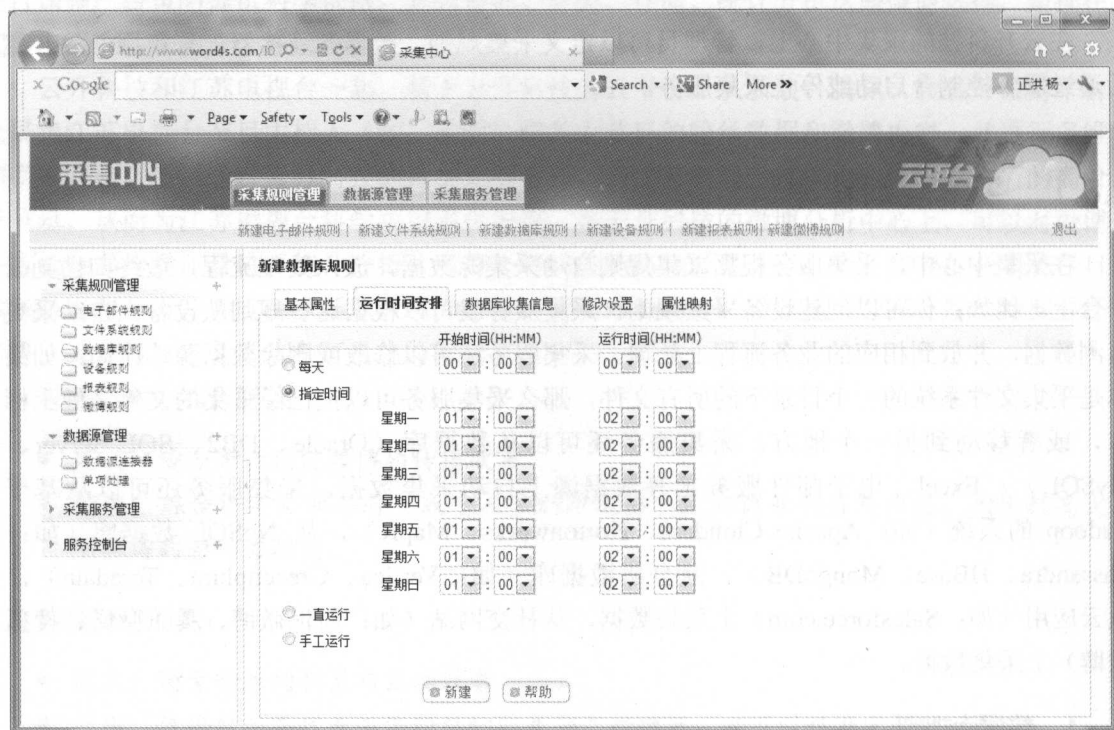 http://www.word4s.com/ID
采集中心
× Google
Search
Share
More »
正洪 杨
Page
Safety
Tools
采集中心
云平台
采集规则管理 数据源管理 采集服务管理
新建电子邮件规则 | 新建文件系统规则 | 新建数据库规则 | 新建设备规则 | 新建报表规则 | 新建微博规则
退出
采集规则管理
电子邮件规则
文件系统规则
数据库规则
设备规则
报表规则
微博规则
数据源管理
数据源连接器
单项处理
采集服务管理
服务控制台
新建数据库规则
基本属性 运行时间安排 数据库收集信息 修改设置 属性映射
开始时间(HH:MM) 运行时间(HH:MM)
每天 00 : 00 00 : 00
指定时间
星期一 01 : 00 02 : 00
星期二 01 : 00 02 : 00
星期三 01 : 00 02 : 00
星期四 01 : 00 02 : 00
星期五 01 : 00 02 : 00
星期六 01 : 00 02 : 00
星期日 01 : 00 02 : 00
一直运行
手工运行
新建 帮助